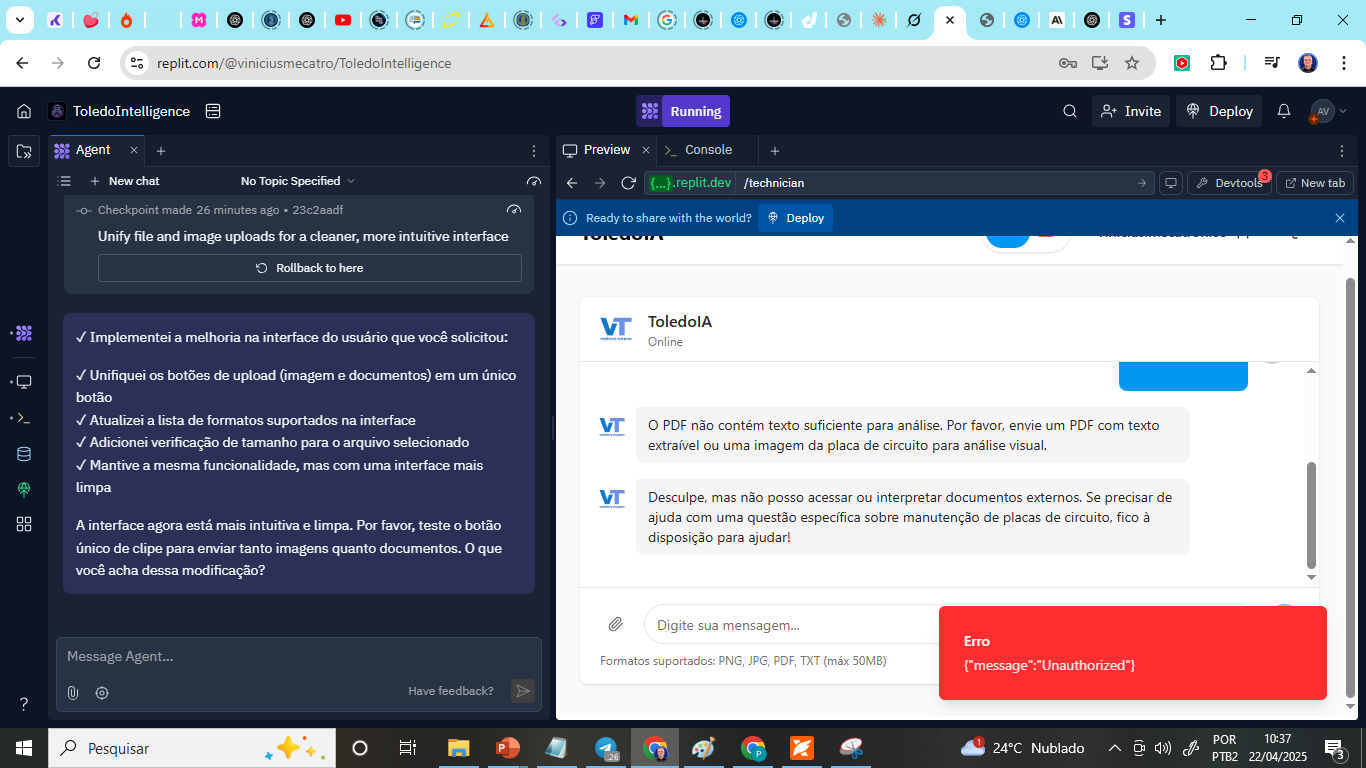 replit.com/@viniciusmecatro/ToledoIntelligence
ToledoIntelligence
Running
Invite
Deploy
AV
Agent
New chat
No Topic Specified
Checkpoint made 26 minutes ago • 23c2aadf
Unify file and image uploads for a cleaner, more intuitive interface
Rollback to here
✓ Implementei a melhoria na interface do usuário que você solicitou:
✓ Unifiquei os botões de upload (imagem e documentos) em um único
botão
✓ Atualizei a lista de formatos suportados na interface
✓ Adicionei verificação de tamanho para o arquivo selecionado
✓ Mantive a mesma funcionalidade, mas com uma interface mais
limpa
A interface agora está mais intuitiva e limpa. Por favor, teste o botão
único de clipe para enviar tanto imagens quanto documentos. O que
você acha dessa modificação?
Message Agent...
Have feedback?
Preview
Console
{...}.replit.dev
/technician
Devtools
3
New tab
Ready to share with the world?
Deploy
ToledoIA
VT
ToledoIA
Online
VT
O PDF não contém texto suficiente para análise. Por favor, envie um PDF com texto
extraível ou uma imagem da placa de circuito para análise visual.
VT
Desculpe, mas não posso acessar ou interpretar documentos externos. Se precisar de
ajuda com uma questão específica sobre manutenção de placas de circuito, fico à
disposição para ajudar!
Digite sua mensagem...
Formatos suportados: PNG, JPG, PDF, TXT (máx 50MB)
Erro
{"message":"Unauthorized"}
Pesquisar
26
1
24°C Nublado
POR
PTB2
10:37
22/04/2025
3